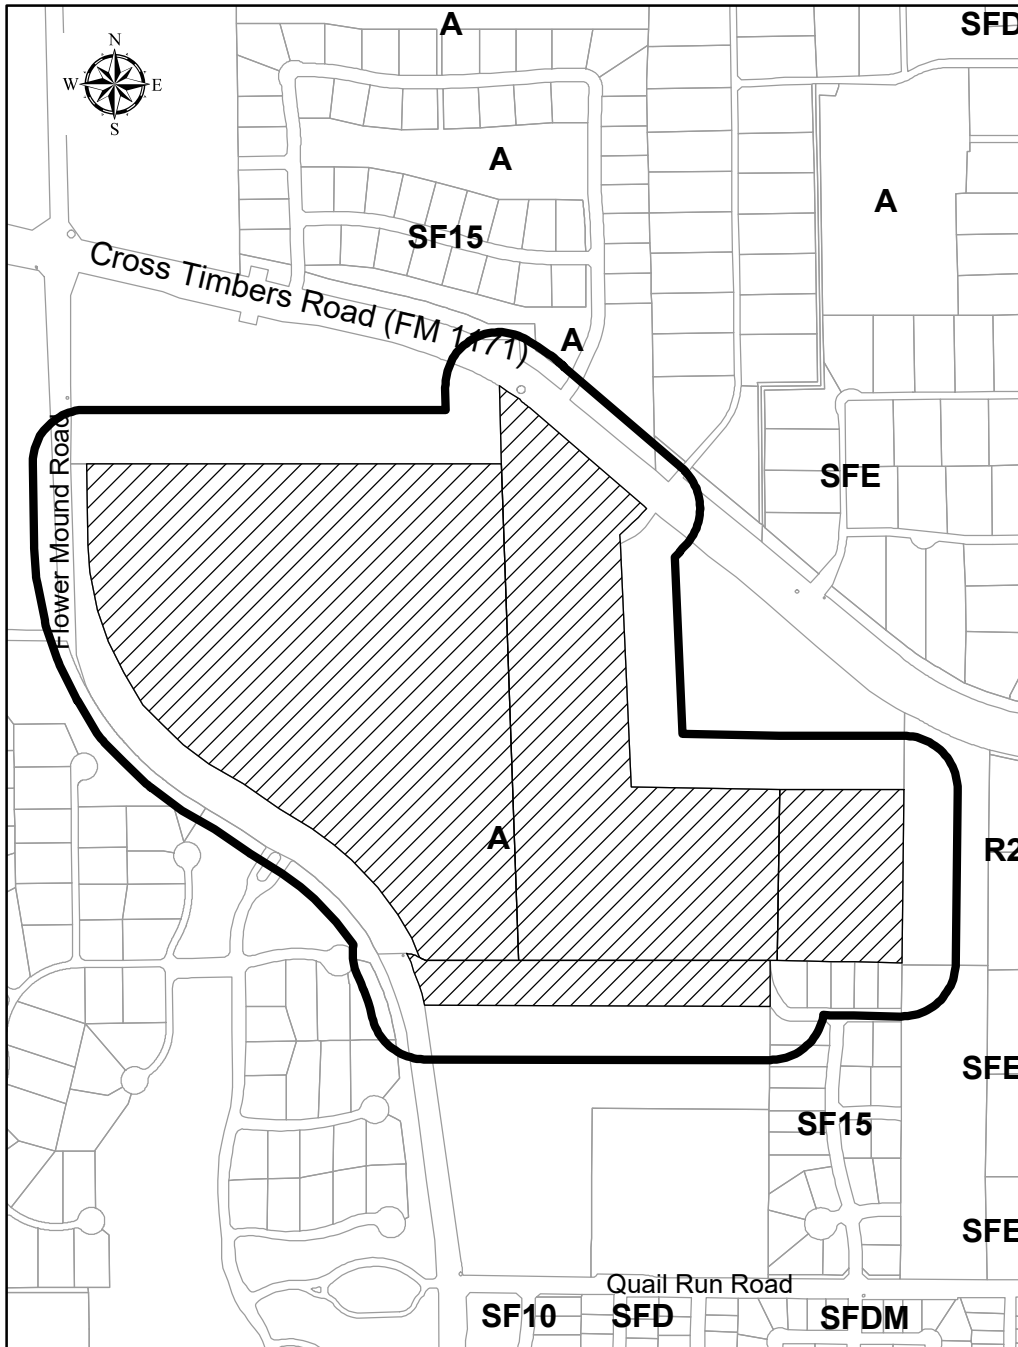 A
SFD
N
W
E
S
A
A
SF15
Cross Timbers Road (FM 1171)
A
SFE
Flower Mound Road
A
R2
SFE
SF15
SFE
Quail Run Road
SF10
SFD
SFDM